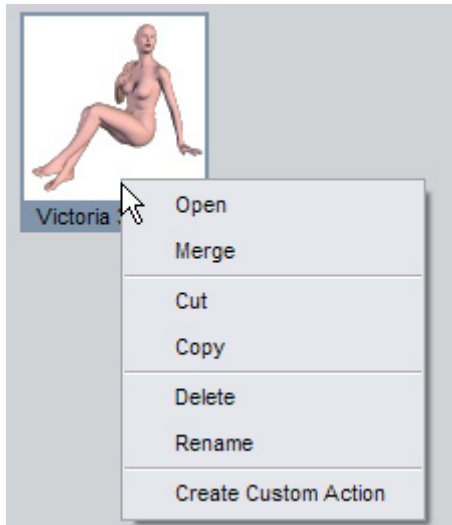 Victoria
Open
Merge
Cut
Copy
Delete
Rename
Create Custom Action